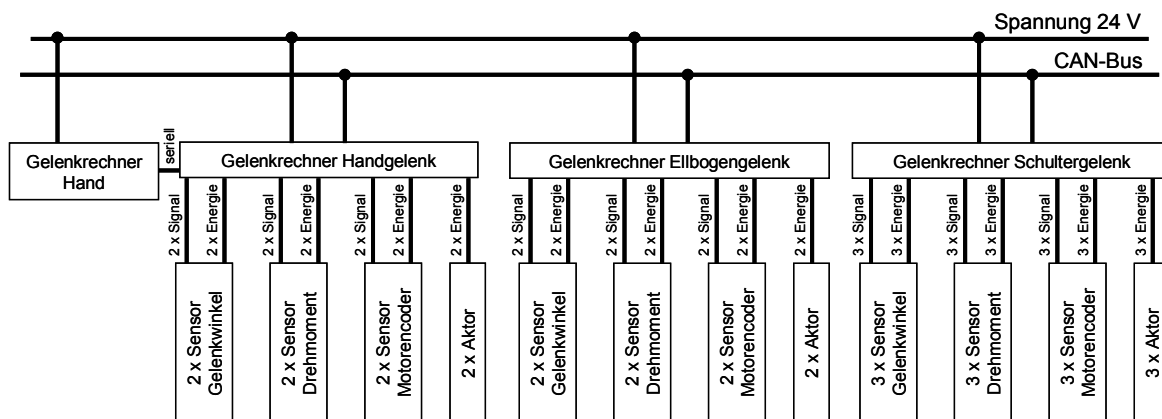 Spannung 24 V
CAN-Bus
Gelenkrechner
Hand
seriell
Gelenkrechner Handgelenk
Gelenkrechner Ellbogengelenk
Gelenkrechner Schultergelenk
2 x Signal
2 x Energie
2 x Signal
2 x Energie
2 x Signal
2 x Energie
2 x Energie
2 x Signal
2 x Energie
2 x Signal
2 x Energie
2 x Signal
2 x Energie
2 x Energie
3 x Signal
3 x Energie
3 x Signal
3 x Energie
3 x Signal
3 x Energie
3 x Energie
2 x Sensor
Gelenkwinkel
2 x Sensor
Drehmoment
2 x Sensor
Motorencoder
2 x Aktor
2 x Sensor
Gelenkwinkel
2 x Sensor
Drehmoment
2 x Sensor
Motorencoder
2 x Aktor
3 x Sensor
Gelenkwinkel
3 x Sensor
Drehmoment
3 x Sensor
Motorencoder
3 x Aktor